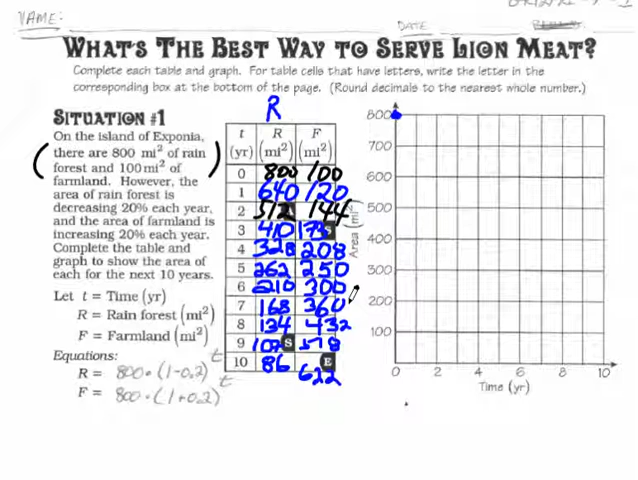 NAME:
DATE
WHAT'S THE BEST WAY TO SERVE LION MEAT?
Complete each table and graph. For table cells that have letters, write the letter in the
corresponding box at the bottom of the page. (Round decimals to the nearest whole number.)
SITUATION #1
On the island of Exponia,
there are 800 mi² of rain
forest and 100 mi² of
farmland. However, the
area of rain forest is
decreasing 20% each year,
and the area of farmland is
increasing 20% each year.
Complete the table and
graph to show the area of
each for the next 10 years.
Let t = Time (yr)
R = Rain forest (mi²)
F = Farmland (mi²)
Equations:
R = 800 · (1-0.2)^t
F = 800 · (1+0.2)^t
R
t R F
(yr) (mi²) (mi²)
0 800 100
1 640 120
2 512 144
3 410 173 S
4 328 208
5 262 250
6 210 300
7 168 360
8 134 432
9 107 S 518
10 86 622 E
Area (mi²)
800
700
600
500
400
300
200
100
0 2 4 6 8 10
0
Time (yr)